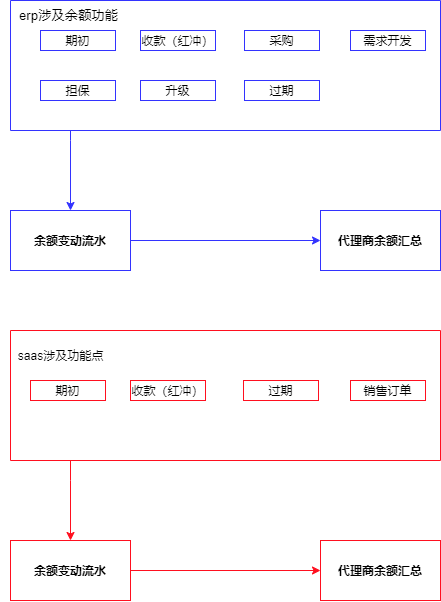 erp涉及余额功能
期初
收款（红冲）
采购
需求开发
担保
升级
过期
余额变动流水
代理商余额汇总
saas涉及功能点
期初
收款（红冲）
过期
销售订单
余额变动流水
代理商余额汇总